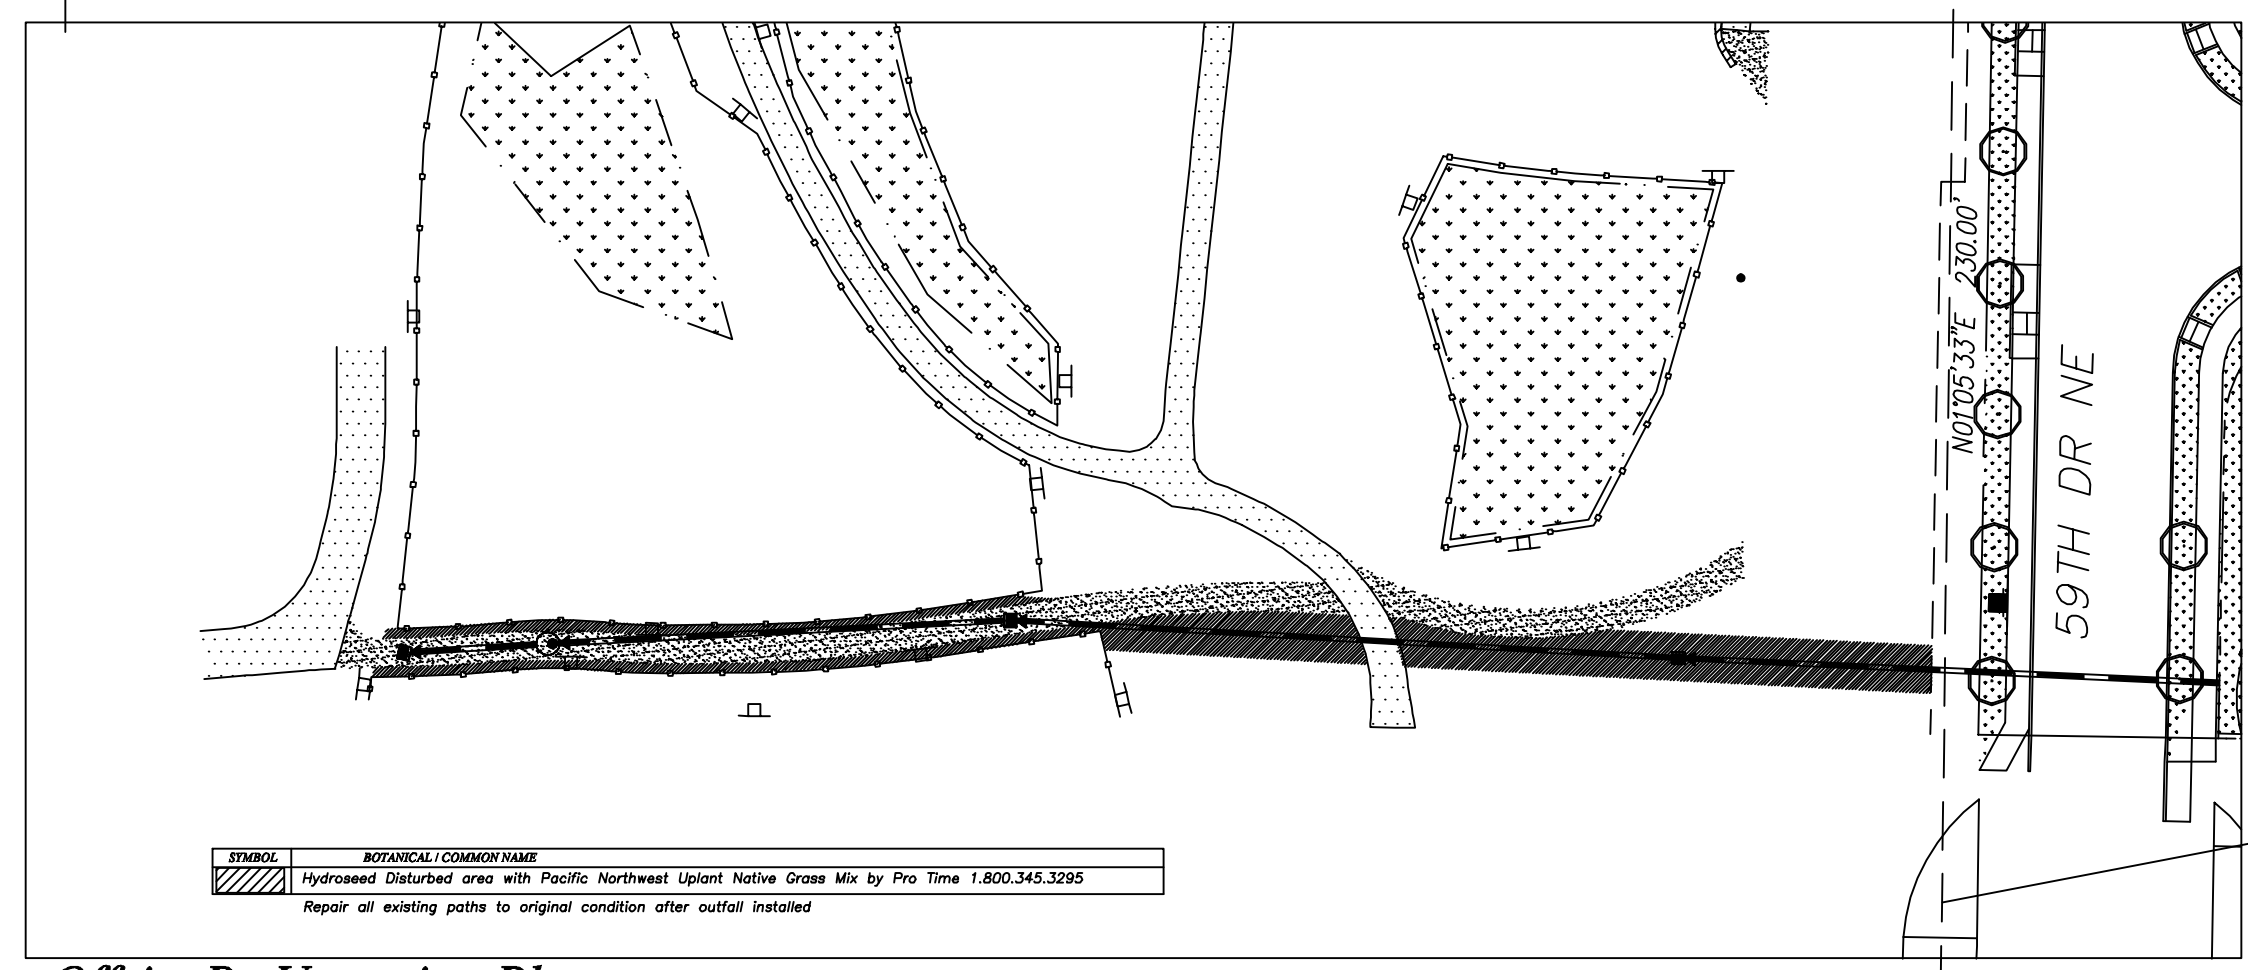 N01°05'33"E 230.00'
59TH DR NE
SYMBOL BOTANICAL / COMMON NAME
Hydroseed Disturbed area with Pacific Northwest Uplant Native Grass Mix by Pro Time 1.800.345.3295
Repair all existing paths to original condition after outfall installed